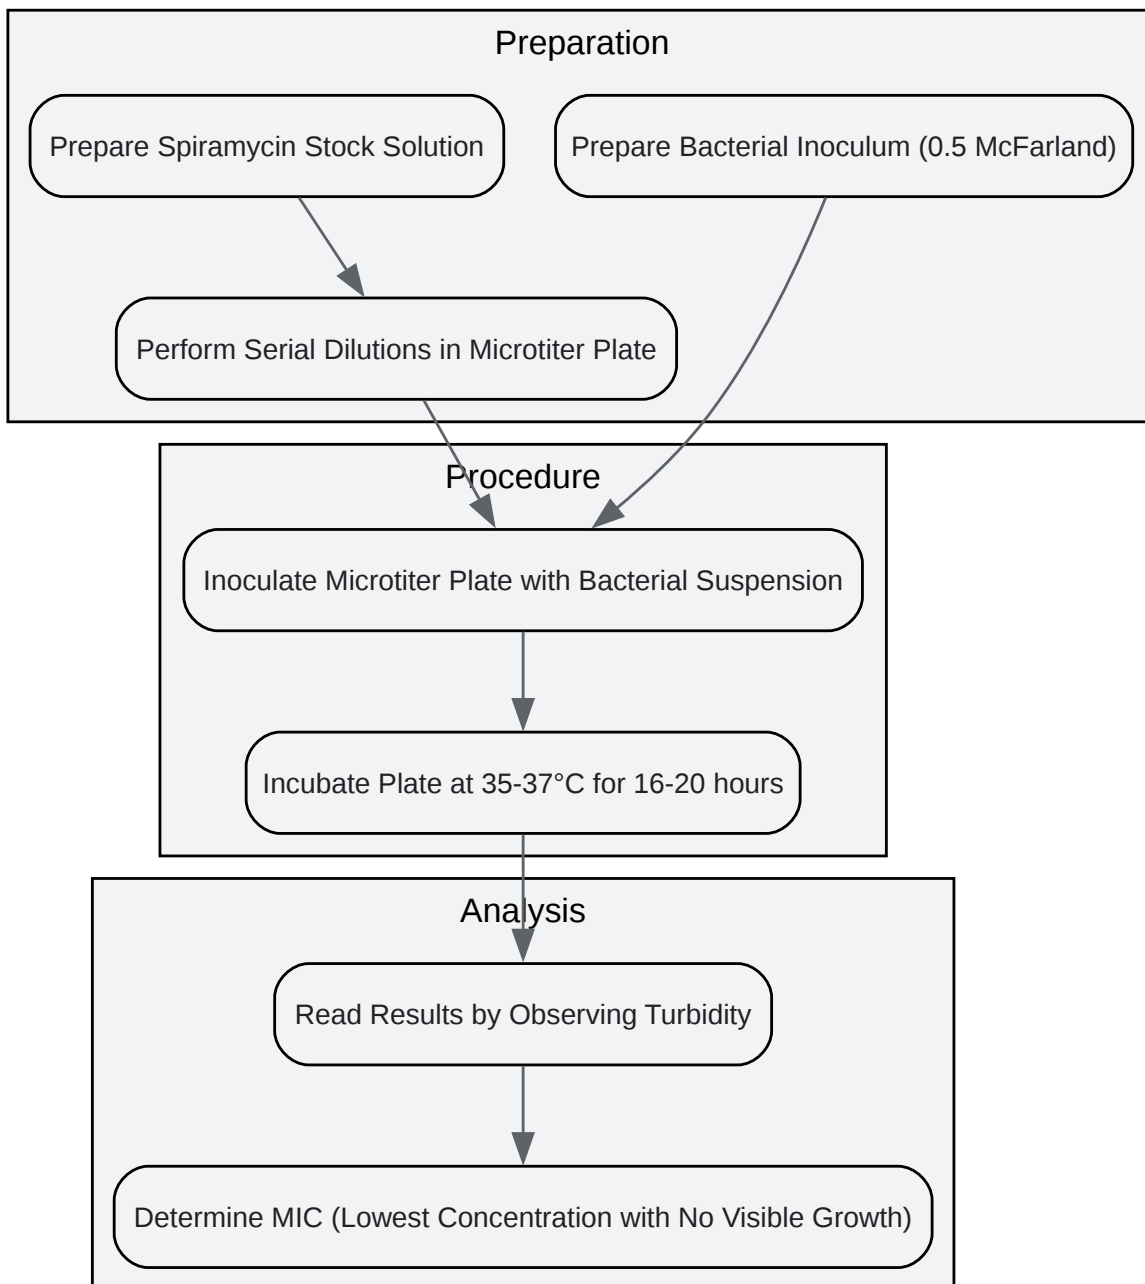 Preparation
Prepare Spiramycin Stock Solution
Prepare Bacterial Inoculum (0.5 McFarland)
Perform Serial Dilutions in Microtiter Plate
Procedure
Inoculate Microtiter Plate with Bacterial Suspension
Incubate Plate at 35-37°C for 16-20 hours
Analysis
Read Results by Observing Turbidity
Determine MIC (Lowest Concentration with No Visible Growth)